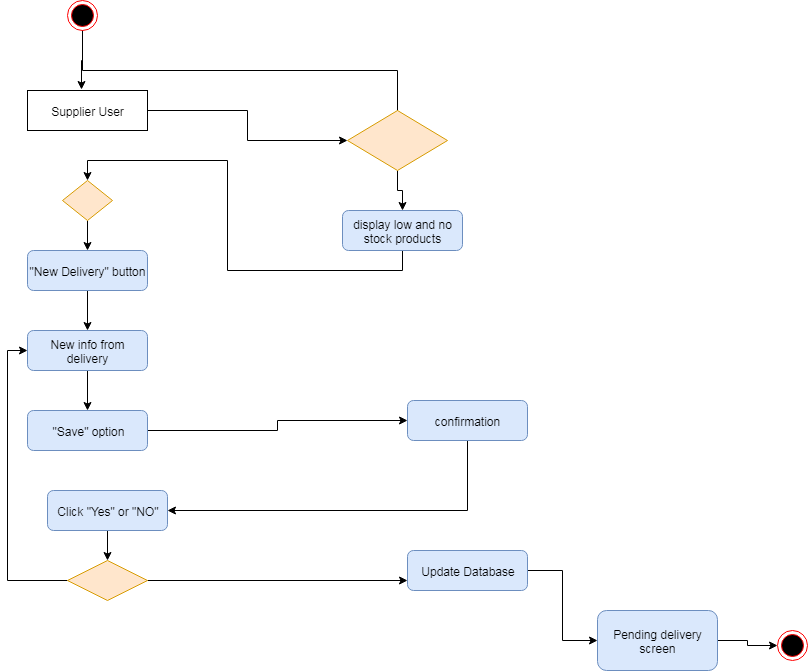 Supplier User
display low and no
stock products
"New Delivery" button
New info from
delivery
"Save" option
confirmation
Click "Yes" or "NO"
Update Database
Pending delivery
screen